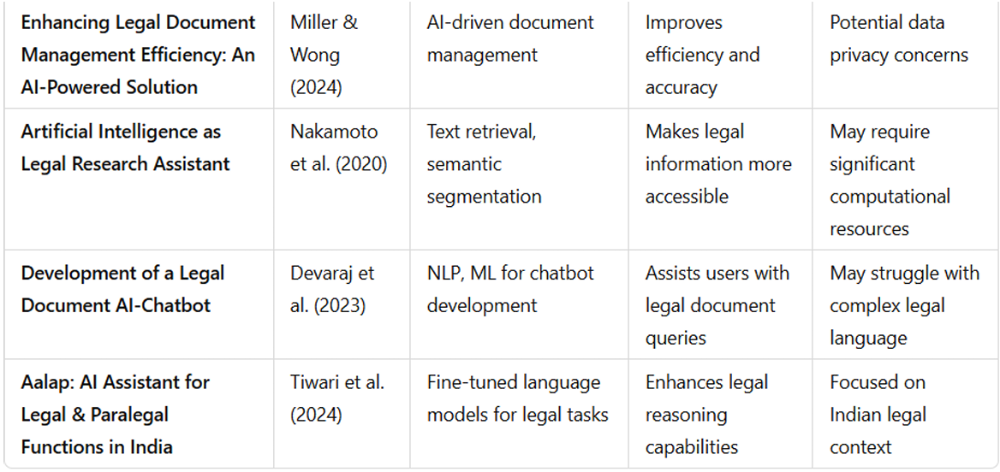 Enhancing Legal Document
Management Efficiency: An
AI-Powered Solution
Miller &
Wong
(2024)
AI-driven document
management
Improves
efficiency and
accuracy
Potential data
privacy concerns
Artificial Intelligence as
Legal Research Assistant
Nakamoto
et al. (2020)
Text retrieval,
semantic
segmentation
Makes legal
information more
accessible
May require
significant
computational
resources
Development of a Legal
Document AI-Chatbot
Devaraj et
al. (2023)
NLP, ML for chatbot
development
Assists users with
legal document
queries
May struggle with
complex legal
language
Aalap: AI Assistant for
Legal & Paralegal
Functions in India
Tiwari et al.
(2024)
Fine-tuned language
models for legal tasks
Enhances legal
reasoning
capabilities
Focused on
Indian legal
context